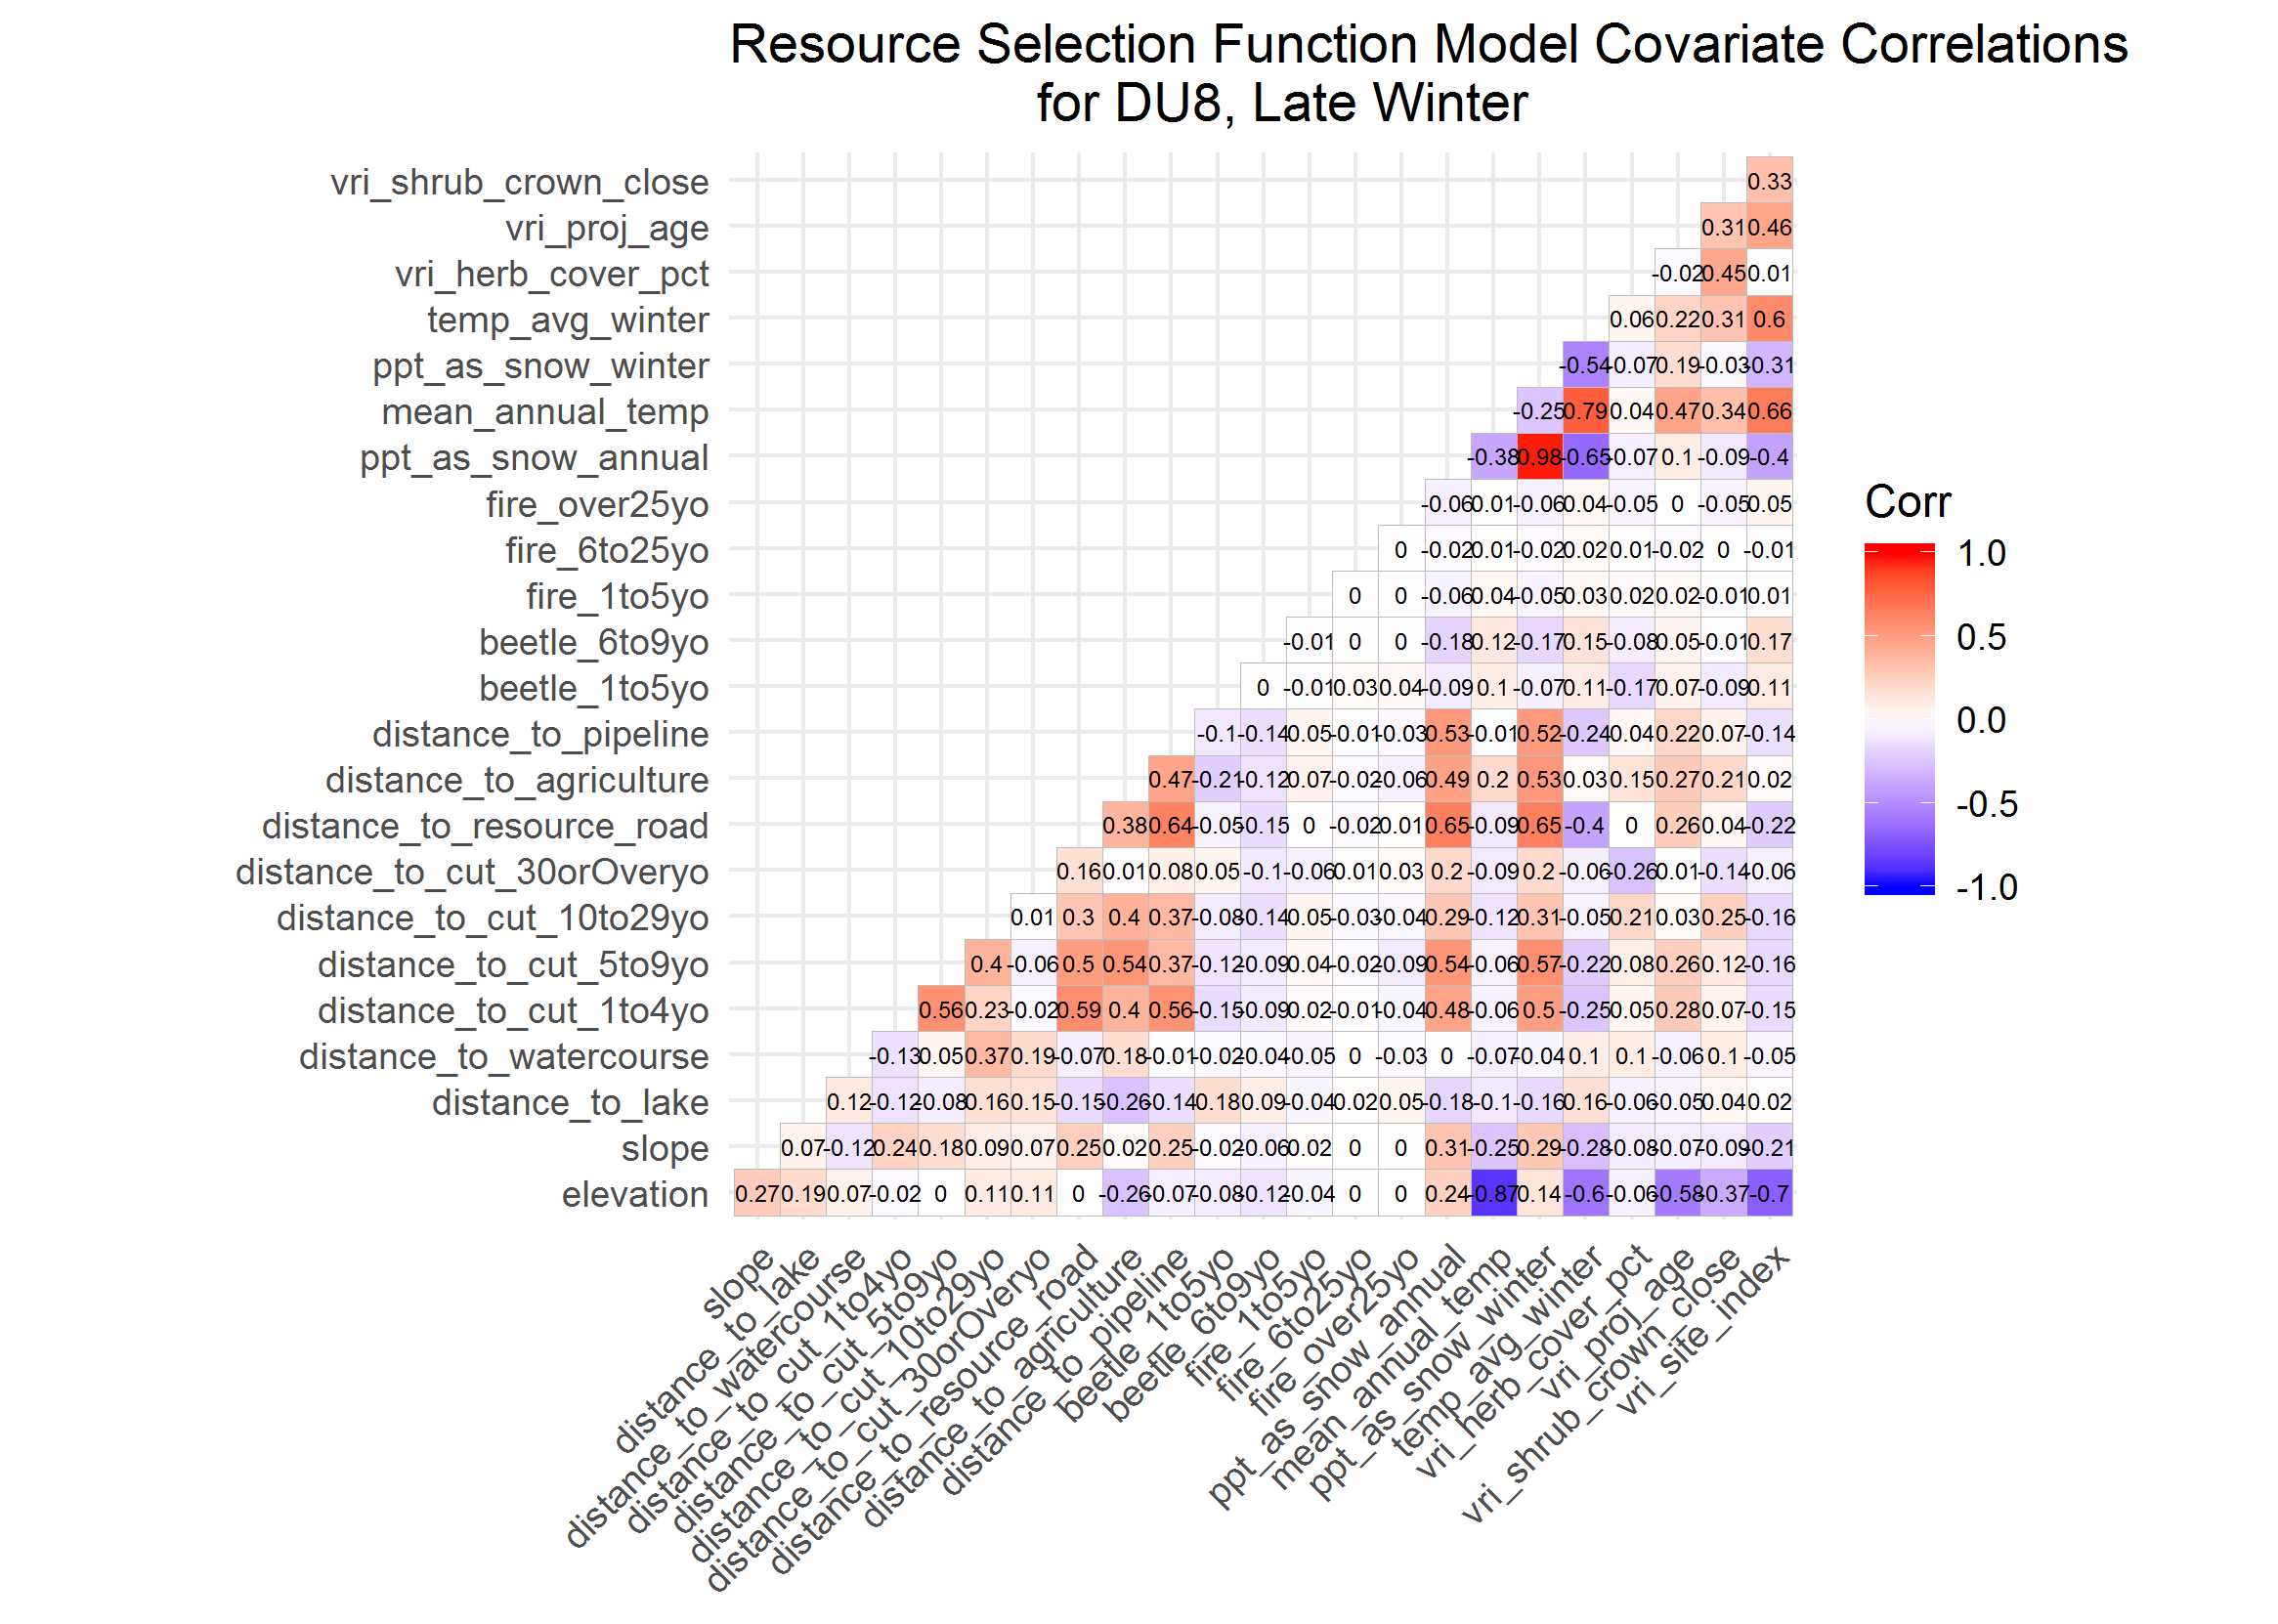 Resource Selection Function Model Covariate Correlations
for DU8, Late Winter
vri_shrub_crown_close 0.33
vri_proj_age 0.31 0.46
vri_herb_cover_pct -0.02 0.45 0.01
temp_avg_winter 0.06 0.22 0.31 0.6
ppt_as_snow_winter -0.54 -0.07 0.19 -0.03 -0.31
mean_annual_temp -0.25 0.79 0.04 0.47 0.34 0.66
ppt_as_snow_annual -0.38 0.98 -0.65 -0.07 0.1 -0.09 -0.4
fire_over25yo -0.06 0.01 -0.06 0.04 -0.05 0 -0.05 0.05
fire_6to25yo 0 -0.02 0.01 -0.02 0.02 0.01 -0.02 0 -0.01
fire_1to5yo 0 0 -0.06 0.04 -0.05 0.03 0.02 0.02 -0.01 0.01
beetle_6to9yo -0.01 0 0 -0.18 0.12 -0.17 0.15 -0.08 0.05 -0.01 0.17
beetle_1to5yo 0 -0.01 0.03 0.04 -0.09 0.1 -0.07 0.11 -0.17 0.07 -0.09 0.11
distance_to_pipeline -0.1 -0.14 0.05 -0.01 -0.03 0.53 -0.01 0.52 -0.24 0.04 0.22 0.07 -0.14
distance_to_agriculture 0.47 -0.21 -0.12 0.07 -0.02 -0.06 0.49 0.2 0.53 0.03 0.15 0.27 0.21 0.02
distance_to_resource_road 0.38 0.64 -0.05 -0.15 0 -0.02 0.01 0.65 -0.09 0.65 -0.4 0 0.26 0.04 -0.22
distance_to_cut_30orOveryo 0.16 0.01 0.08 0.05 -0.1 -0.06 0.01 0.03 0.2 -0.09 0.2 -0.06 -0.26 0.01 -0.14 -0.06
distance_to_cut_10to29yo 0.01 0.3 0.4 0.37 -0.08 -0.14 0.05 -0.03 -0.04 0.29 -0.12 0.31 -0.05 0.21 0.03 0.25 -0.16
distance_to_cut_5to9yo 0.4 -0.06 0.5 0.54 0.37 -0.12 -0.09 0.04 -0.02 -0.09 0.54 -0.06 0.57 -0.22 0.08 0.26 0.12 -0.16
distance_to_cut_1to4yo 0.56 0.23 -0.02 0.59 0.4 0.56 -0.15 -0.09 0.02 -0.01 -0.04 0.48 -0.06 0.5 -0.25 0.05 0.28 0.07 -0.15
distance_to_watercourse -0.13 0.05 0.37 0.19 -0.07 0.18 -0.01 -0.02 -0.04 -0.05 0 -0.03 0 -0.07 -0.04 0.1 0.1 -0.06 0.1 -0.05
distance_to_lake 0.12 -0.12 -0.08 0.16 0.15 -0.15 -0.26 -0.14 0.18 0.09 -0.04 0.02 0.05 -0.18 -0.1 -0.16 0.16 -0.06 -0.05 0.04 0.02
slope 0.07 -0.12 0.24 0.18 0.09 0.07 0.25 0.02 0.25 -0.02 -0.06 0.02 0 0 0.31 -0.25 0.29 -0.28 -0.08 -0.07 -0.09 -0.21
elevation 0.27 0.19 0.07 -0.02 0 0.11 0.11 0 -0.26 -0.07 -0.08 -0.12 -0.04 0 0 0.24 -0.87 0.14 -0.6 -0.06 -0.58 -0.37 -0.7
slope
distance_to_lake
distance_to_watercourse
distance_to_cut_1to4yo
distance_to_cut_5to9yo
distance_to_cut_10to29yo
distance_to_cut_30orOveryo
distance_to_resource_road
distance_to_agriculture
distance_to_pipeline
beetle_1to5yo
beetle_6to9yo
fire_1to5yo
fire_6to25yo
fire_over25yo
ppt_as_snow_annual
mean_annual_temp
ppt_as_snow_winter
temp_avg_winter
vri_herb_cover_pct
vri_proj_age
vri_shrub_crown_close
vri_site_index
Corr
1.0
0.5
0.0
-0.5
-1.0